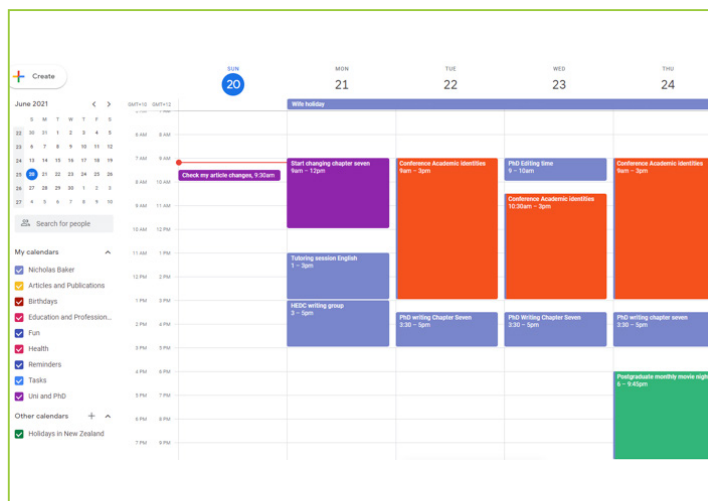 Create
June 2021
S M T W T F S
22 30 31 1 2 3 4 5
23 6 7 8 9 10 11 12
24 13 14 15 16 17 18 19
25 20 21 22 23 24 25 26
26 27 28 29 30 1 2 3
27 4 5 6 7 8 9 10
Search for people
My calendars
Nicholas Baker
Articles and Publications
Birthdays
Education and Profession...
Fun
Health
Reminders
Tasks
Uni and PhD
Other calendars
Holidays in New Zealand
SUN MON TUE WED THU
20 21 22 23 24
GMT+12
Wife holiday
6 AM 8 AM
7 AM 9 AM
8 AM 10 AM
9 AM 11 AM
10 AM 12 PM
11 AM 1 PM
12 PM 2 PM
1 PM 3 PM
2 PM 4 PM
3 PM 5 PM
4 PM 6 PM
5 PM 7 PM
6 PM 8 PM
7 PM 9 PM
Check my article changes, 9:30am
Start changing chapter seven
9am – 12pm
Tutoring session English
1 – 3pm
HEDC writing group
3 – 5pm
Conference Academic identities
9am – 3pm
PhD writing Chapter Seven
3:30 – 5pm
PhD Editing time
9 – 10am
Conference Academic identities
10:30am – 3pm
PhD Writing Chapter Seven
3:30 – 5pm
Conference Academic identities
9am – 3pm
PhD writing chapter seven
3:30 – 5pm
Postgraduate monthly movie nigh
6 – 9:45pm